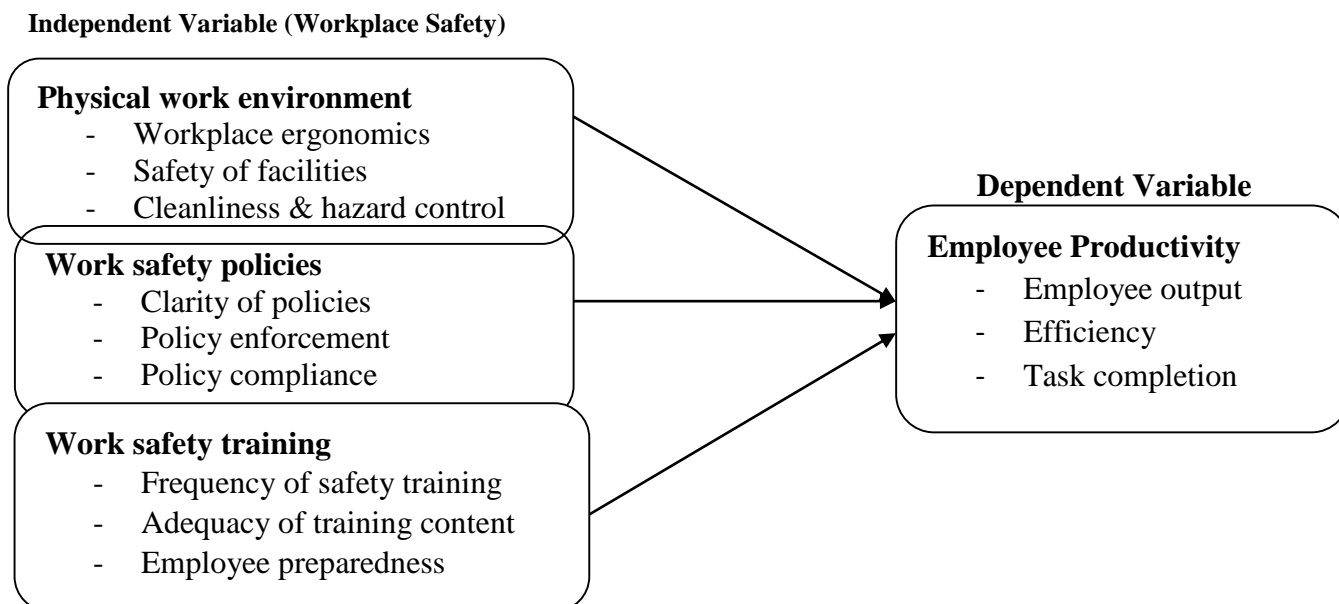 Independent Variable (Workplace Safety)
Physical work environment
- Workplace ergonomics
- Safety of facilities
- Cleanliness & hazard control
Work safety policies
- Clarity of policies
- Policy enforcement
- Policy compliance
Work safety training
- Frequency of safety training
- Adequacy of training content
- Employee preparedness
Dependent Variable
Employee Productivity
- Employee output
- Efficiency
- Task completion